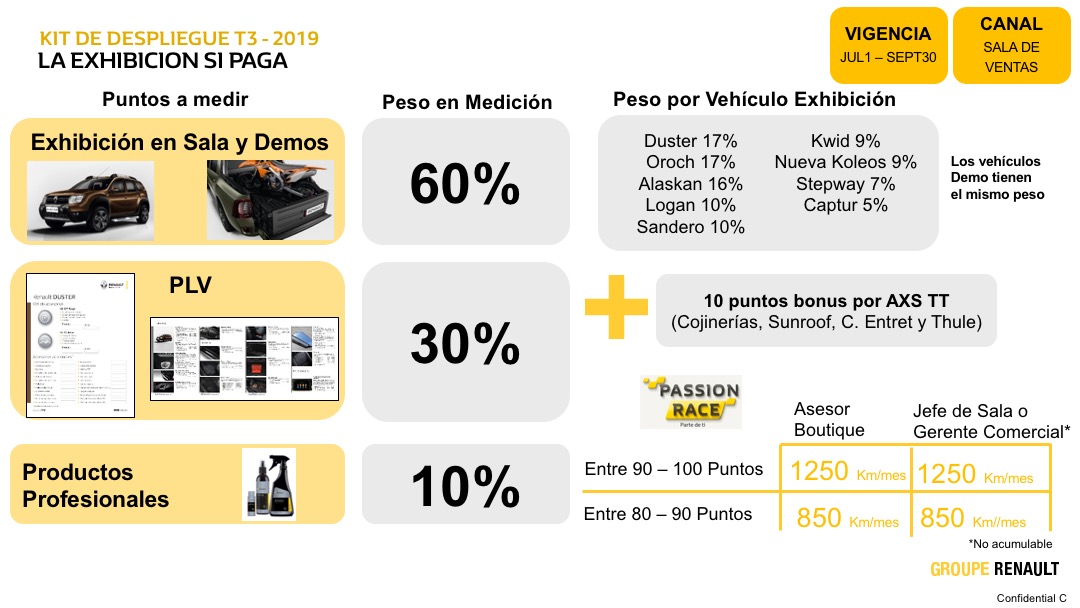 KIT DE DESPLIEGUE T3 - 2019
LA EXHIBICION SI PAGA
VIGENCIA
JUL1 – SEPT30
CANAL
SALA DE
VENTAS
Puntos a medir
Peso en Medición
Peso por Vehículo Exhibición
Exhibición en Sala y Demos
60%
Duster 17%
Oroch 17%
Alaskan 16%
Logan 10%
Sandero 10%
Kwid 9%
Nueva Koleos 9%
Stepway 7%
Captur 5%
Los vehículos
Demo tienen
el mismo peso
PLV
Renault DUSTER
30%
10 puntos bonus por AXS TT
(Cojinerías, Sunroof, C. Entret y Thule)
PASSION
RACE
Parte de ti
Asesor
Boutique
Jefe de Sala o
Gerente Comercial*
Entre 90 – 100 Puntos
1250 Km/mes
1250 Km/mes
Entre 80 – 90 Puntos
850 Km/mes
850 Km//mes
*No acumulable
Productos
Profesionales
10%
GROUPE RENAULT
Confidential C